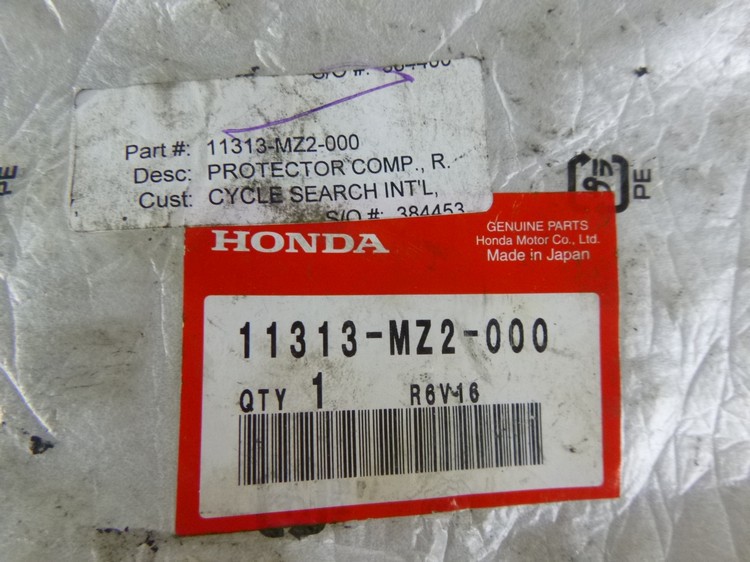 S/O #: 384460
Part #: 11313-MZ2-000
Desc: PROTECTOR COMP., R.
Cust: CYCLE SEARCH INT'L,
S/O #: 384453
HONDA
GENUINE PARTS
Honda Motor Co., Ltd.
Made in Japan
11313-MZ2-000
QTY 1 R6V16
PE
PE